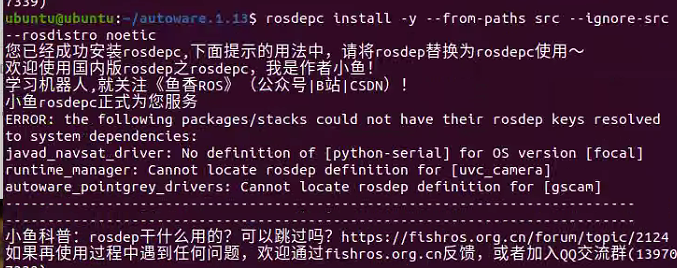 7339)
ubuntu@ubuntu:~/autoware.1.13$ rosdepc install -y --from-paths src --ignore-src
--rosdistro noetic
您已经成功安装rosdepc,下面提示的用法中，请将rosdep替换为rosdepc使用～
欢迎使用国内版rosdep之rosdepc，我是作者小鱼！
学习机器人,就关注《鱼香ROS》（公众号|B站|CSDN）！
小鱼rosdepc正式为您服务
ERROR: the following packages/stacks could not have their rosdep keys resolved
to system dependencies:
javad_navsat_driver: No definition of [python-serial] for OS version [focal]
runtime_manager: Cannot locate rosdep definition for [uvc_camera]
autoware_pointgrey_drivers: Cannot locate rosdep definition for [gscam]
--------------------------------------------------------------------------
--------------------------------------------------------------------------
小鱼科普：rosdep干什么用的？可以跳过吗？https://fishros.org.cn/forum/topic/2124
如果再使用过程中遇到任何问题，欢迎通过fishros.org.cn反馈，或者加入QQ交流群(13970
7339)